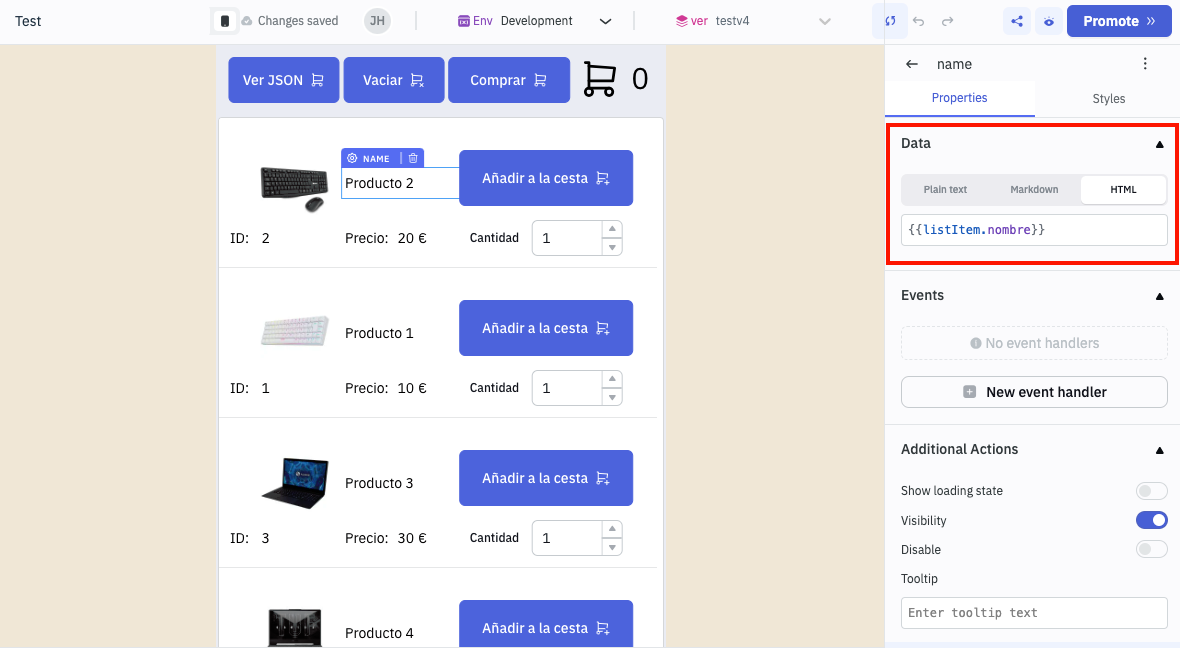 Test
Changes saved
JH
Env Development
ver testv4
Promote »
Ver JSON
Vaciar
Comprar
0
NAME
Producto 2
Añadir a la cesta
ID: 2
Precio: 20 €
Cantidad
1
Producto 1
Añadir a la cesta
ID: 1
Precio: 10 €
Cantidad
1
Producto 3
Añadir a la cesta
ID: 3
Precio: 30 €
Cantidad
1
Producto 4
Añadir a la cesta
name
Properties
Styles
Data
Plain text
Markdown
HTML
{{listItem.nombre}}
Events
No event handlers
New event handler
Additional Actions
Show loading state
Visibility
Disable
Tooltip
Enter tooltip text